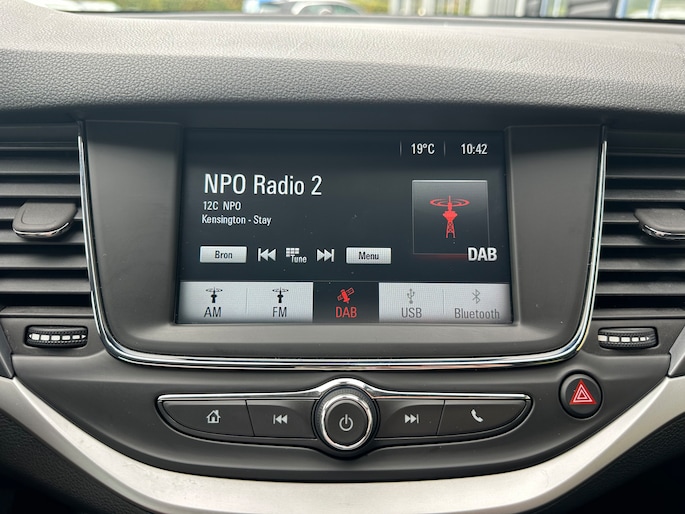 19°C 10:42
NPO Radio 2
12C NPO
Kensington - Stay
DAB
Bron Tune Menu
AM FM DAB USB Bluetooth